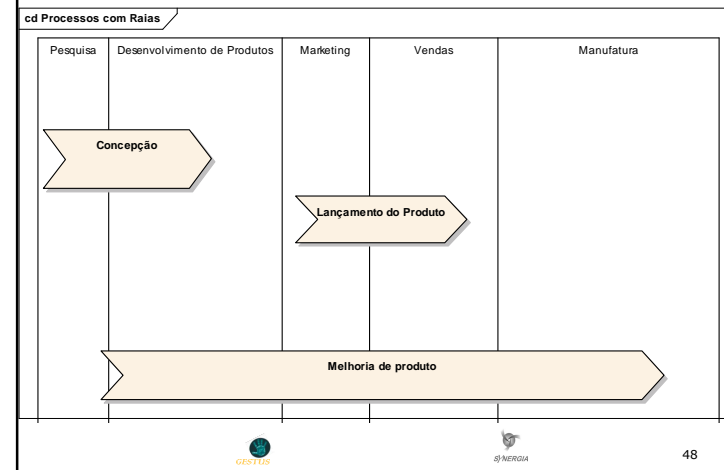 cd Processos com Raias
Pesquisa
Desenvolvimento de Produtos
Marketing
Vendas
Manufatura
Concepção
Lançamento do Produto
Melhoria de produto
GESTUS
SYNERGIA
48